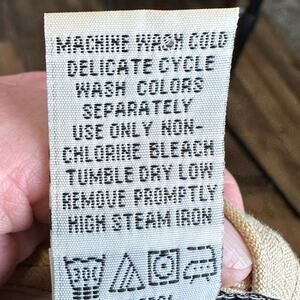 MACHINE WASH COLD
DELICATE CYCLE
WASH COLORS
SEPARATELY
USE ONLY NON-
CHLORINE BLEACH
TUMBLE DRY LOW
REMOVE PROMPTLY
HIGH STEAM IRON
30C